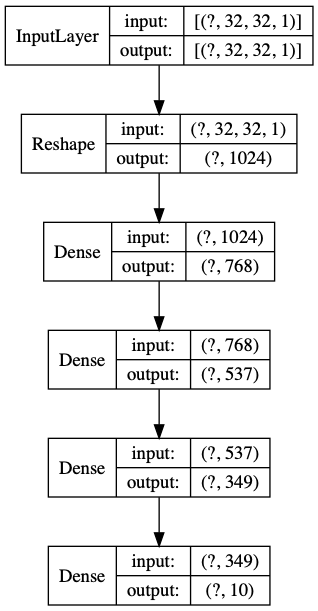 InputLayer
input: [(?, 32, 32, 1)]
output: [(?, 32, 32, 1)]
Reshape
input: (?, 32, 32, 1)
output: (?, 1024)
Dense
input: (?, 1024)
output: (?, 768)
Dense
input: (?, 768)
output: (?, 537)
Dense
input: (?, 537)
output: (?, 349)
Dense
input: (?, 349)
output: (?, 10)